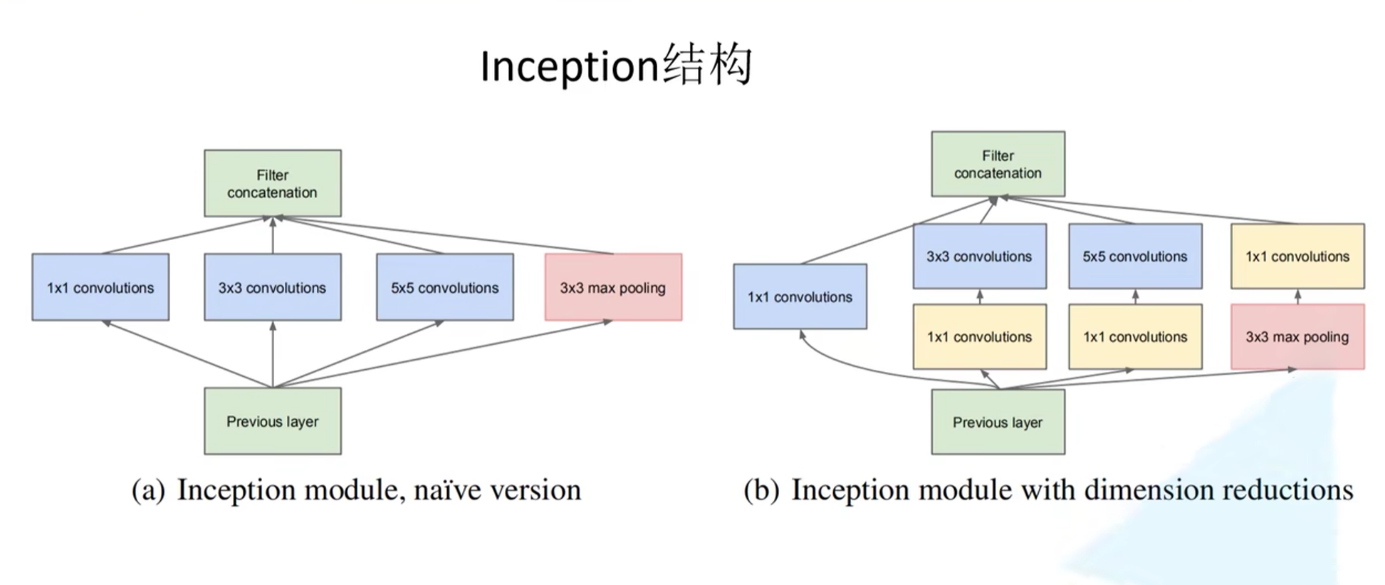 Inception结构
Filter
concatenation
1x1 convolutions
3x3 convolutions
5x5 convolutions
3x3 max pooling
Previous layer
(a) Inception module, naïve version
Filter
concatenation
3x3 convolutions
5x5 convolutions
1x1 convolutions
1x1 convolutions
1x1 convolutions
1x1 convolutions
3x3 max pooling
Previous layer
(b) Inception module with dimension reductions